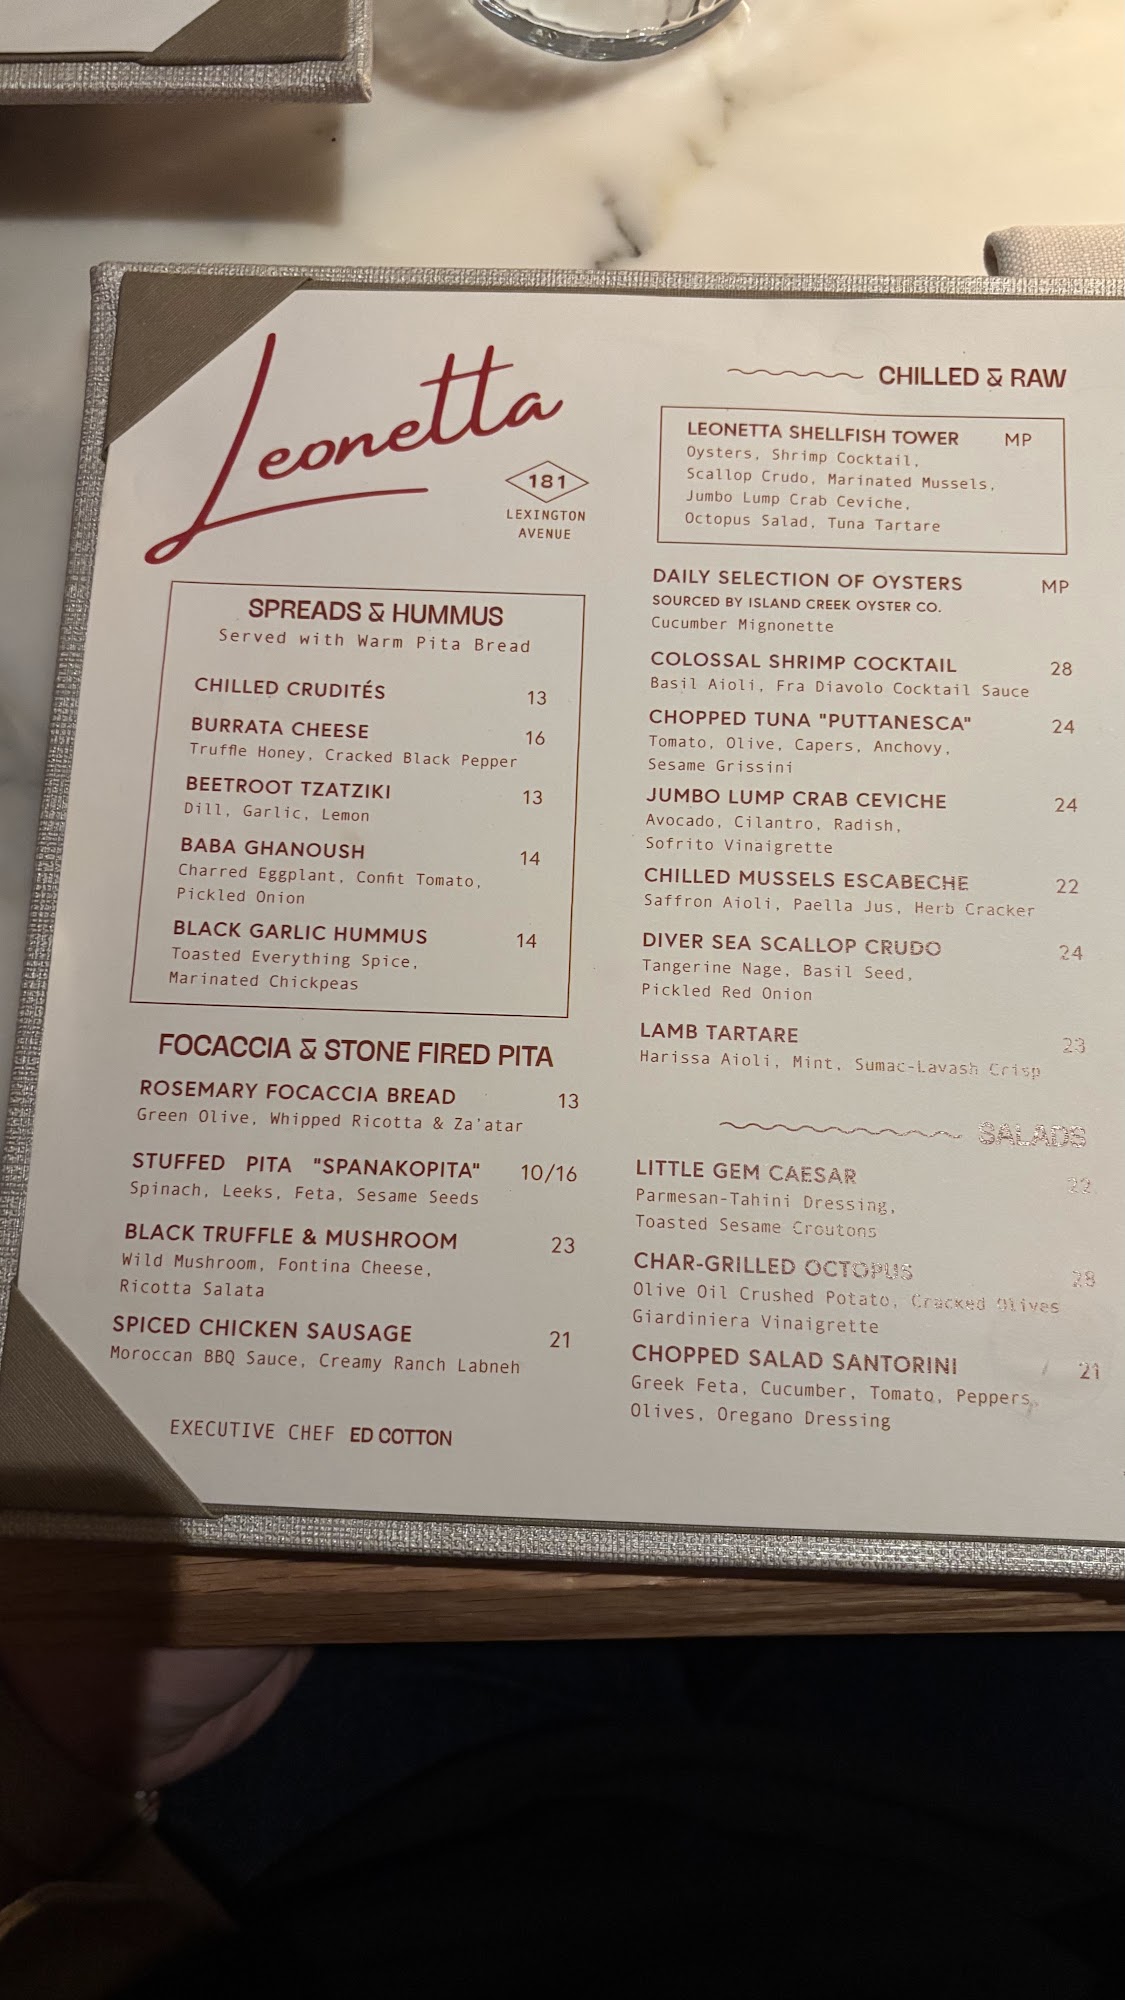 Leonetta
181
LEXINGTON
AVENUE
SPREADS & HUMMUS
Served with Warm Pita Bread
CHILLED CRUDITÉS 13
BURRATA CHEESE 16
Truffle Honey, Cracked Black Pepper
BEETROOT TZATZIKI 13
Dill, Garlic, Lemon
BABA GHANOUSH 14
Charred Eggplant, Confit Tomato,
Pickled Onion
BLACK GARLIC HUMMUS 14
Toasted Everything Spice,
Marinated Chickpeas
FOCACCIA & STONE FIRED PITA
ROSEMARY FOCACCIA BREAD 13
Green Olive, Whipped Ricotta & Za'atar
STUFFED PITA "SPANAKOPITA" 10/16
Spinach, Leeks, Feta, Sesame Seeds
BLACK TRUFFLE & MUSHROOM 23
Wild Mushroom, Fontina Cheese,
Ricotta Salata
SPICED CHICKEN SAUSAGE 21
Moroccan BBQ Sauce, Creamy Ranch Labneh
EXECUTIVE CHEF ED COTTON
CHILLED & RAW
LEONETTA SHELLFISH TOWER MP
Oysters, Shrimp Cocktail,
Scallop Crudo, Marinated Mussels,
Jumbo Lump Crab Ceviche,
Octopus Salad, Tuna Tartare
DAILY SELECTION OF OYSTERS MP
SOURCED BY ISLAND CREEK OYSTER CO.
Cucumber Mignonette
COLOSSAL SHRIMP COCKTAIL 28
Basil Aioli, Fra Diavolo Cocktail Sauce
CHOPPED TUNA "PUTTANESCA" 24
Tomato, Olive, Capers, Anchovy,
Sesame Grissini
JUMBO LUMP CRAB CEVICHE 24
Avocado, Cilantro, Radish,
Sofrito Vinaigrette
CHILLED MUSSELS ESCABECHE 22
Saffron Aioli, Paella Jus, Herb Cracker
DIVER SEA SCALLOP CRUDO 24
Tangerine Nage, Basil Seed,
Pickled Red Onion
LAMB TARTARE 23
Harissa Aioli, Mint, Sumac-Lavash Crisp
SALADS
LITTLE GEM CAESAR 22
Parmesan-Tahini Dressing,
Toasted Sesame Croutons
CHAR-GRILLED OCTOPUS 28
Olive Oil Crushed Potato, Cracked Olives
Giardiniera Vinaigrette
CHOPPED SALAD SANTORINI 21
Greek Feta, Cucumber, Tomato, Peppers,
Olives, Oregano Dressing